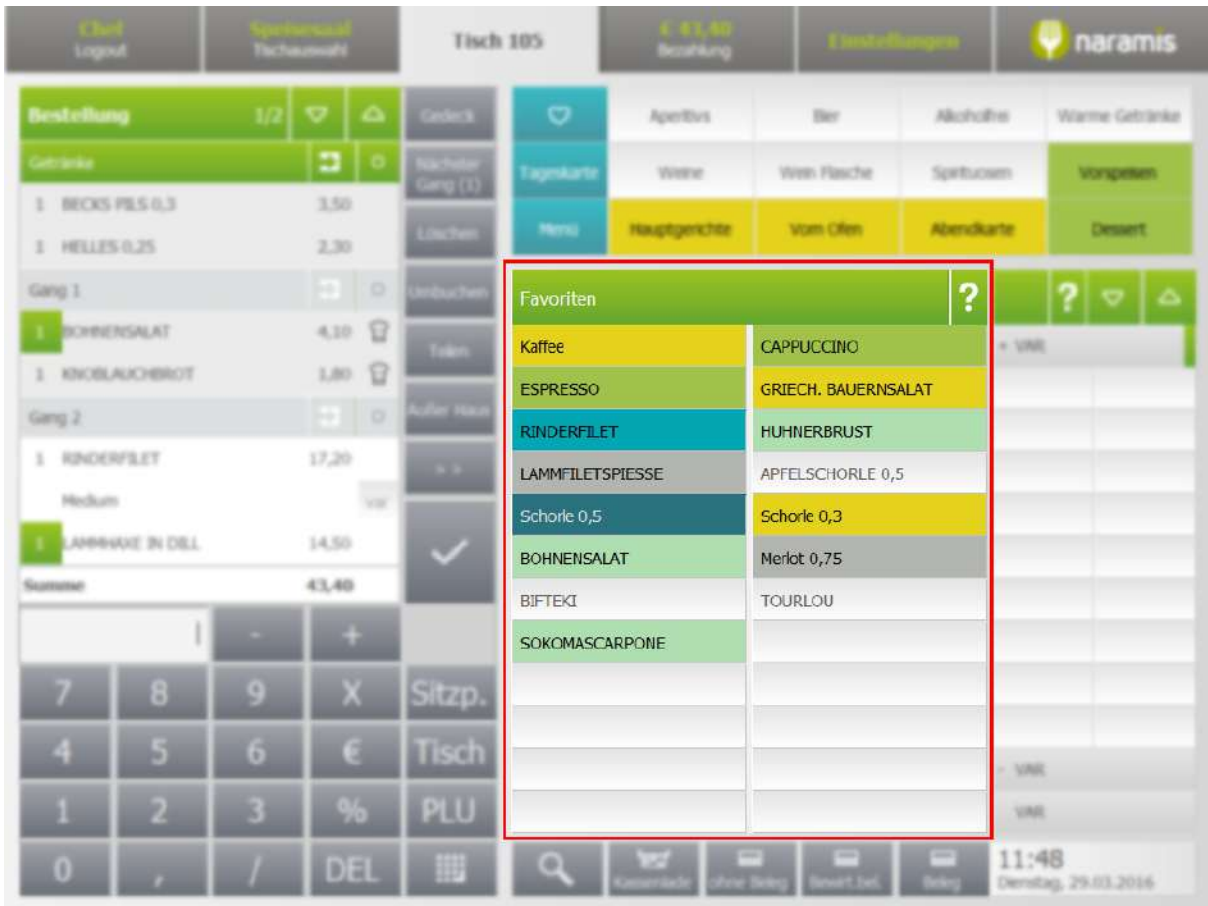 Chef
Logout
Speisesaal
Tischauswahl
Tisch 105
€ 43,40
Bezahlung
Einstellungen
naramis
Bestellung 1/2
Getränke
1 BECKS PILS 0,3 3,50
1 HELLES 0,25 2,30
Gang 1
1 BOHNENSALAT 4,10
1 KNOBLAUCHBROT 1,80
Gang 2
1 RINDERFILET 17,20
Medium var
1 LAMMHAXE IN DILL 14,50
Summe 43,40
- +
7 8 9 X
4 5 6 €
1 2 3 %
0 , / DEL
Gedeck
Nächster
Gang (1)
Löschen
Umbuchen
Teilen
Außer Haus
> >
Sitzp.
Tisch
PLU
Aperitivs Bier Alkoholfrei Warme Getränke
Tageskarte Weine Wein Flasche Spirituosen Vorspeisen
Menü Hauptgerichte Vom Ofen Abendkarte Dessert
Favoriten ?
Kaffee CAPPUCCINO
ESPRESSO GRIECH. BAUERNSALAT
RINDERFILET HUHNERBRUST
LAMMFILETSPIESSE APFELSCHORLE 0,5
Schorle 0,5 Schorle 0,3
BOHNENSALAT Merlot 0,75
BIFTEKI TOURLOU
SOKOMASCARPONE
?
+ VAR
- VAR
VAR
Kassenlade ohne Beleg Bewirt.bel. Beleg
11:48
Dienstag, 29.03.2016